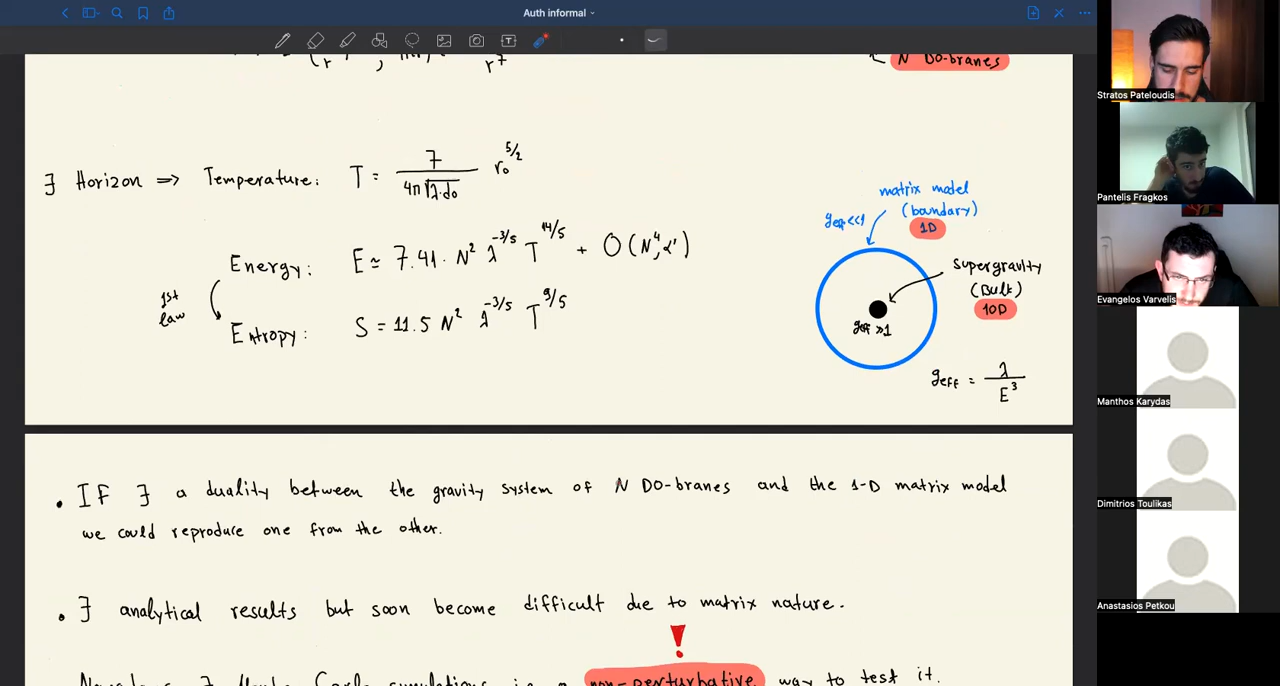 Auth informal
N D0-branes
r⁷
∃ Horizon => Temperature: T = 7 / (4π√(λ·d₀)) r₀^(5/2)
Energy: E ≃ 7.41 · N² λ^(-3/5) T^(14/5) + O(N⁴, α')
1st law
Entropy: S = 11.5 N² λ^(-3/5) T^(9/5)
matrix model
(boundary)
1D
g_eff <<1
Supergravity
(Bulk)
10D
g_eff >>1
g_eff = λ / E³
• IF ∃ a duality between the gravity system of N D0-branes and the 1-D matrix model
we could reproduce one from the other.
• ∃ analytical results but soon become difficult due to matrix nature.
!
non-perturbative way to test it.
Stratos Pateloudis
Pantelis Fragkos
Evangelos Varvelis
Manthos Karydas
Dimitrios Toulikas
Anastasios Petkou